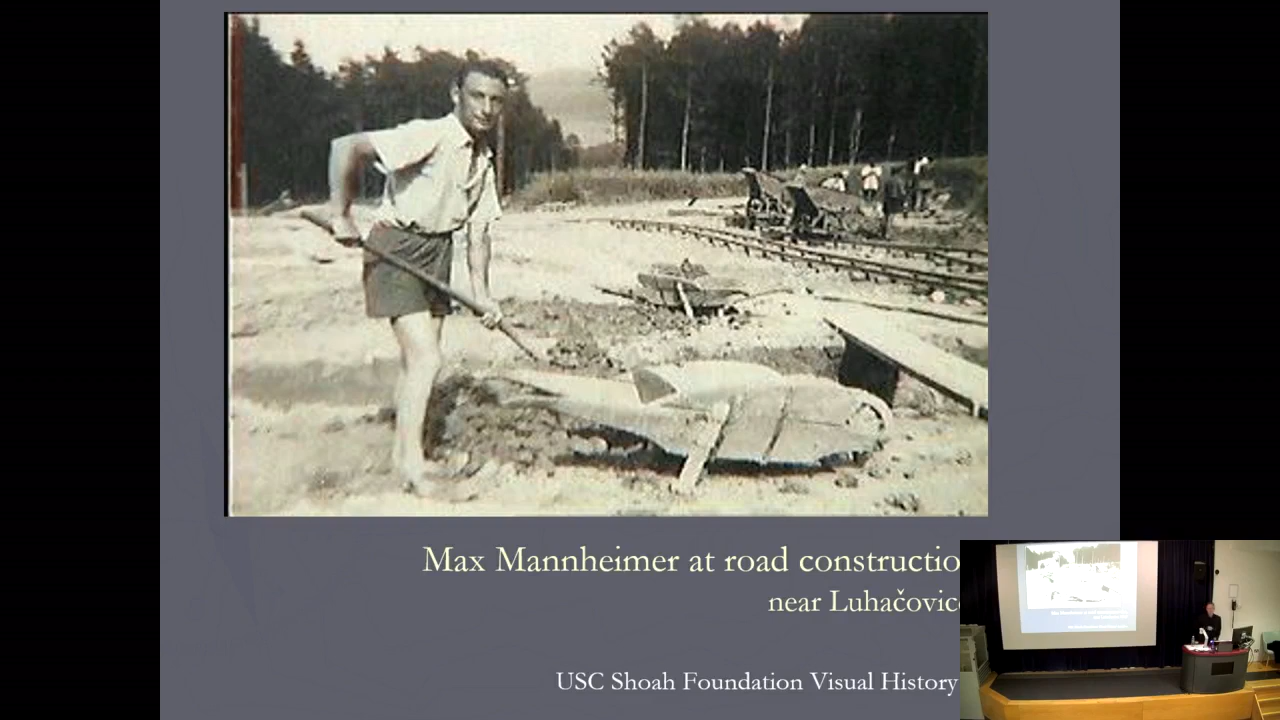 Max Mannheimer at road constructio
near Luhačovic
USC Shoah Foundation Visual History